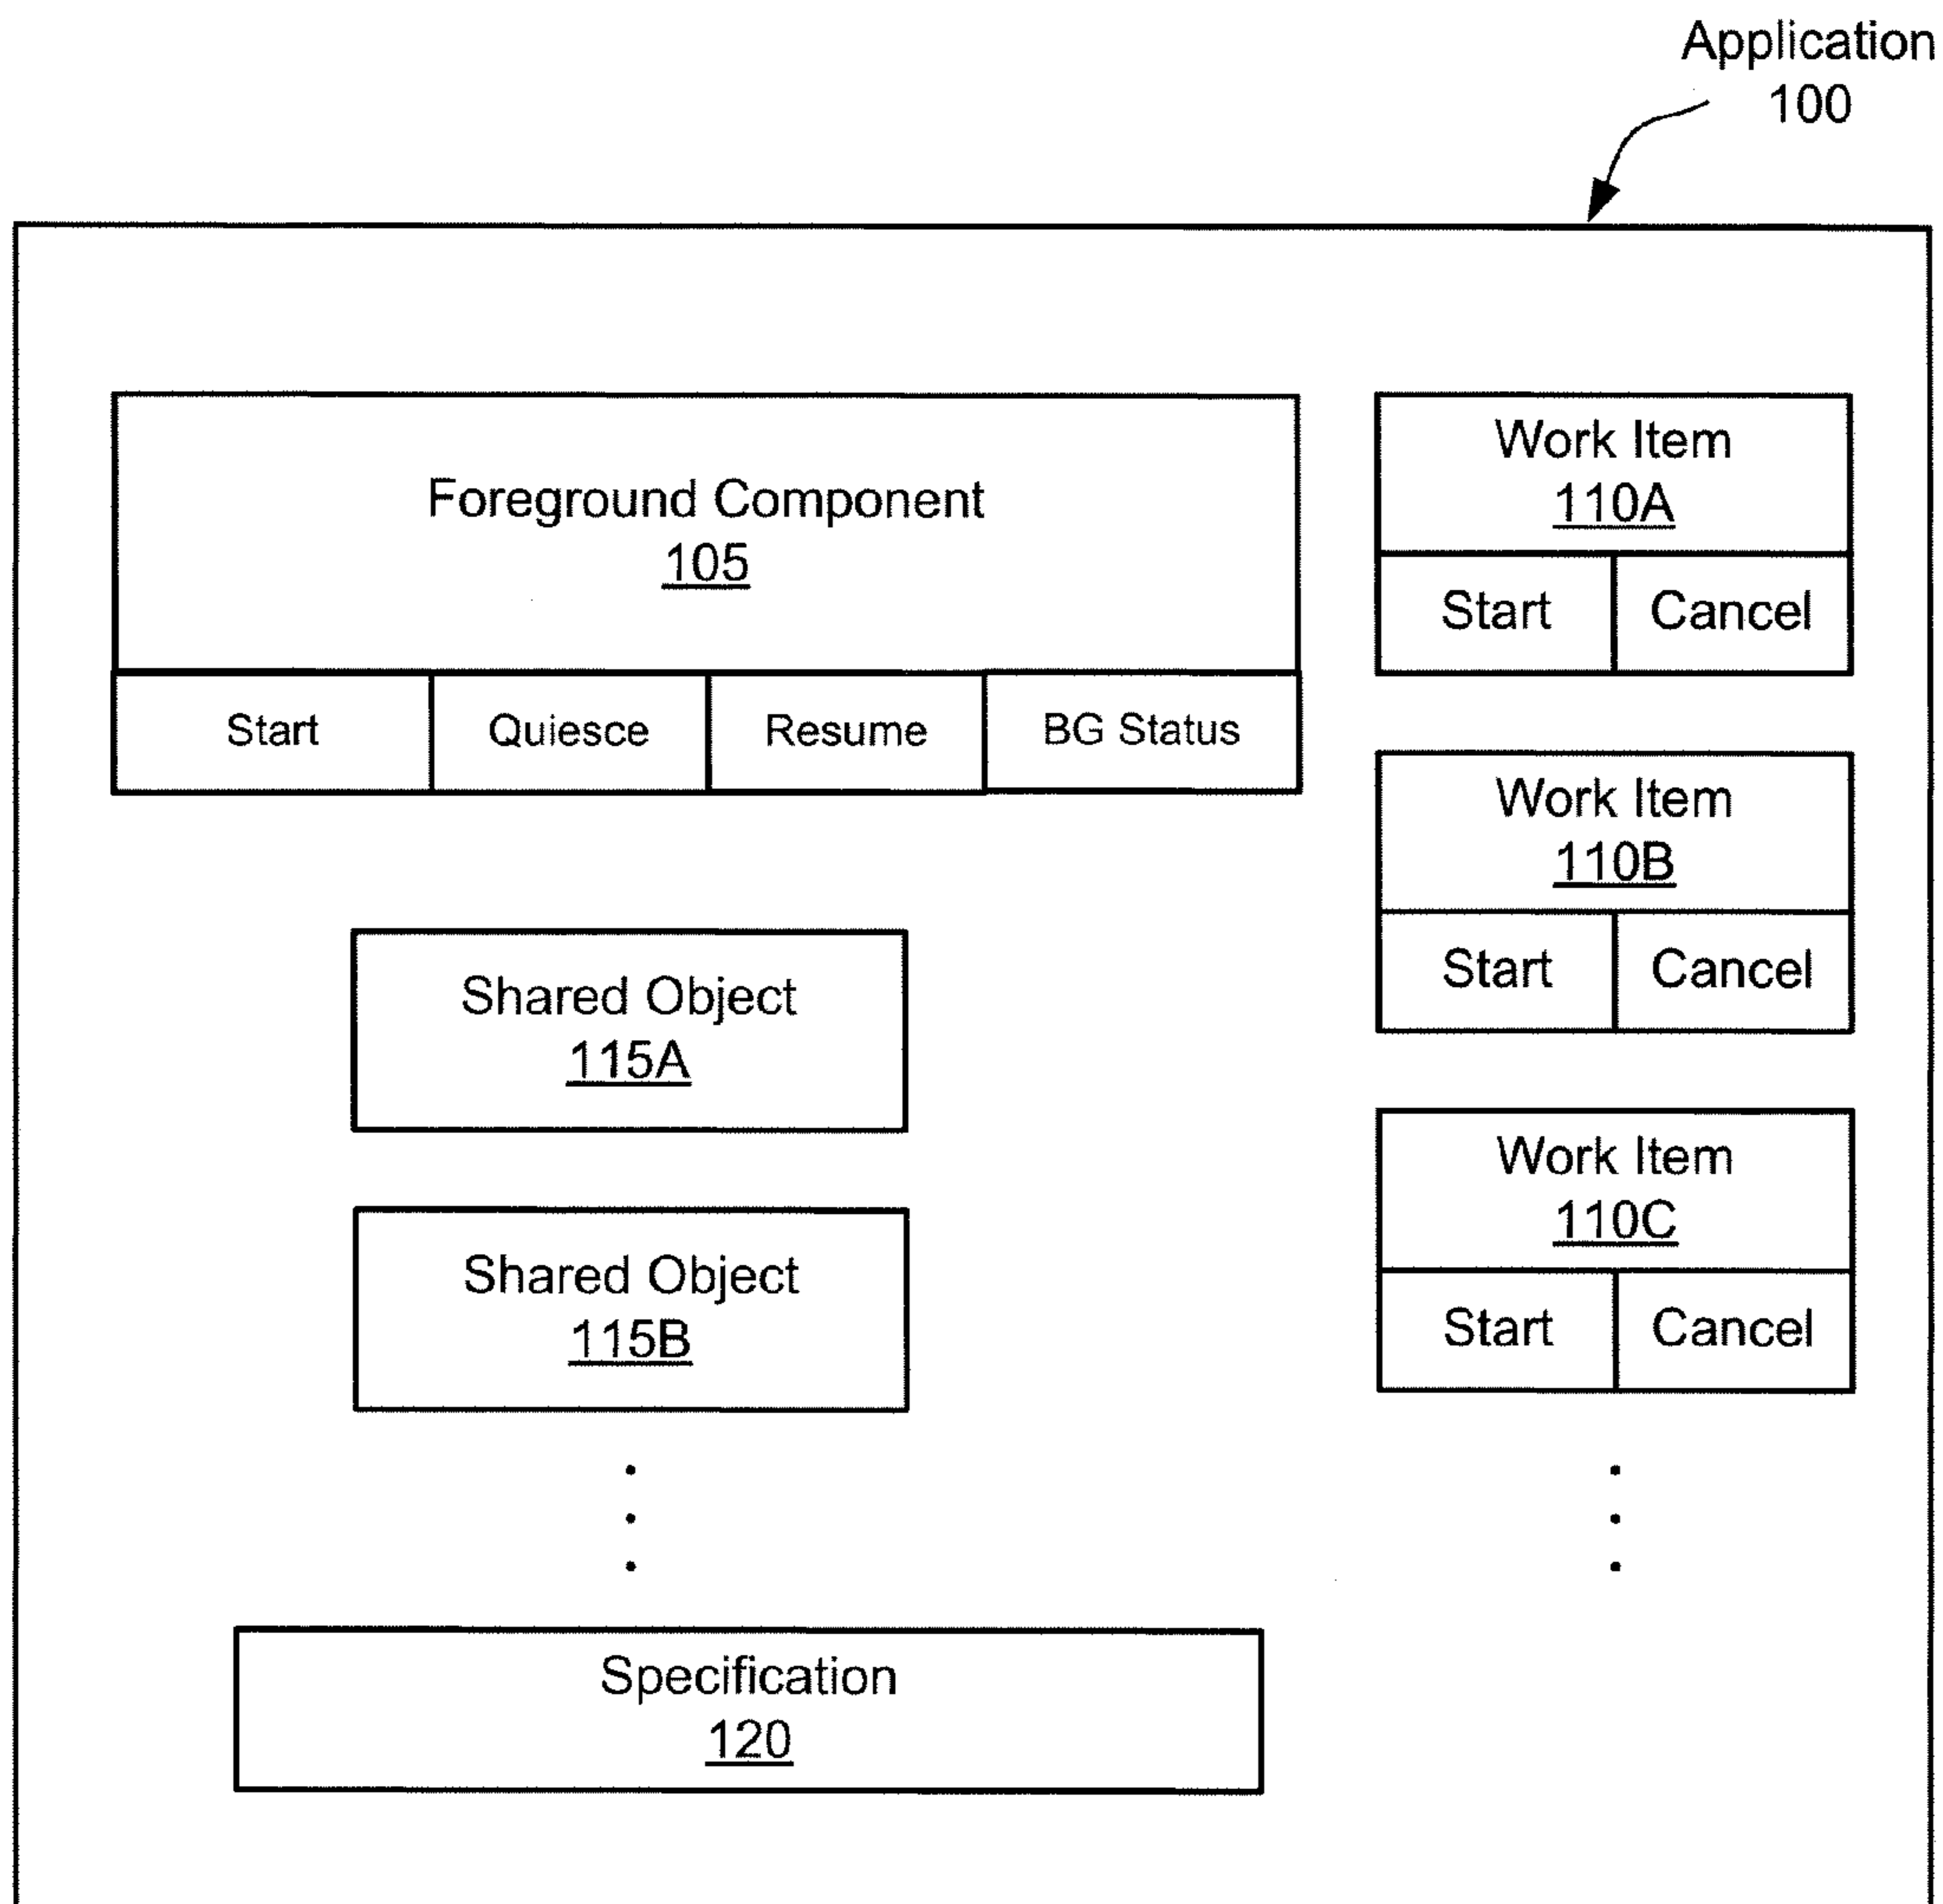 Application
100
Foreground Component
105
Start
Quiesce
Resume
BG Status
Work Item
110A
Start
Cancel
Work Item
110B
Start
Cancel
Shared Object
115A
Shared Object
115B
Work Item
110C
Start
Cancel
Specification
120